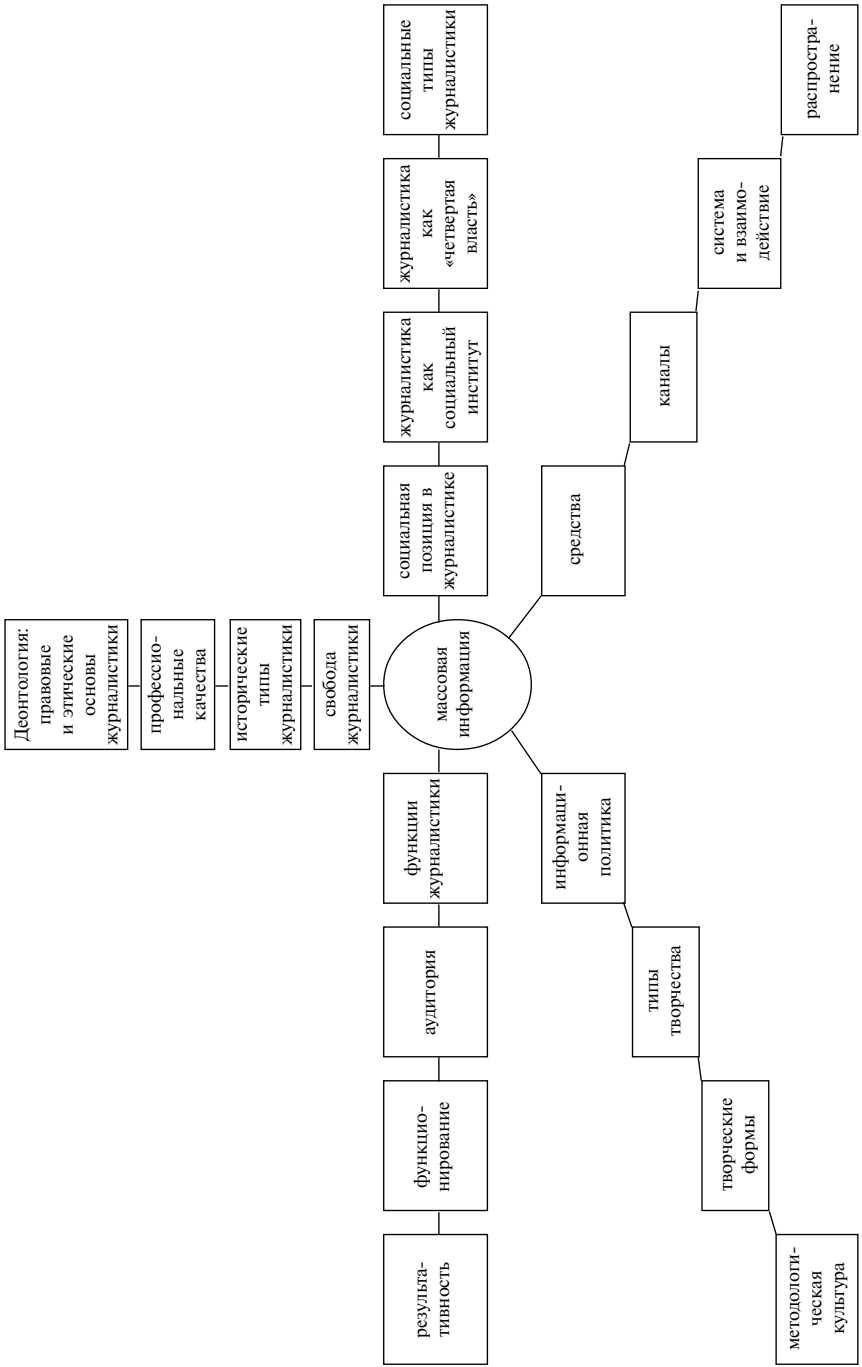 Деонтология:
правовые
и этические
основы
журналистики
профессио-
нальные
качества
исторические
типы
журналистики
свобода
журналистики
массовая
информация
результа-
тивность
функцио-
нирование
аудитория
функции
журналистики
социальная
позиция в
журналистике
журналистика
как
социальный
институт
журналистика
как
«четвертая
власть»
социальные
типы
журналистики
информаци-
онная
политика
типы
творчества
творческие
формы
методологи-
ческая
культура
средства
каналы
система
и взаимо-
действие
распростра-
нение